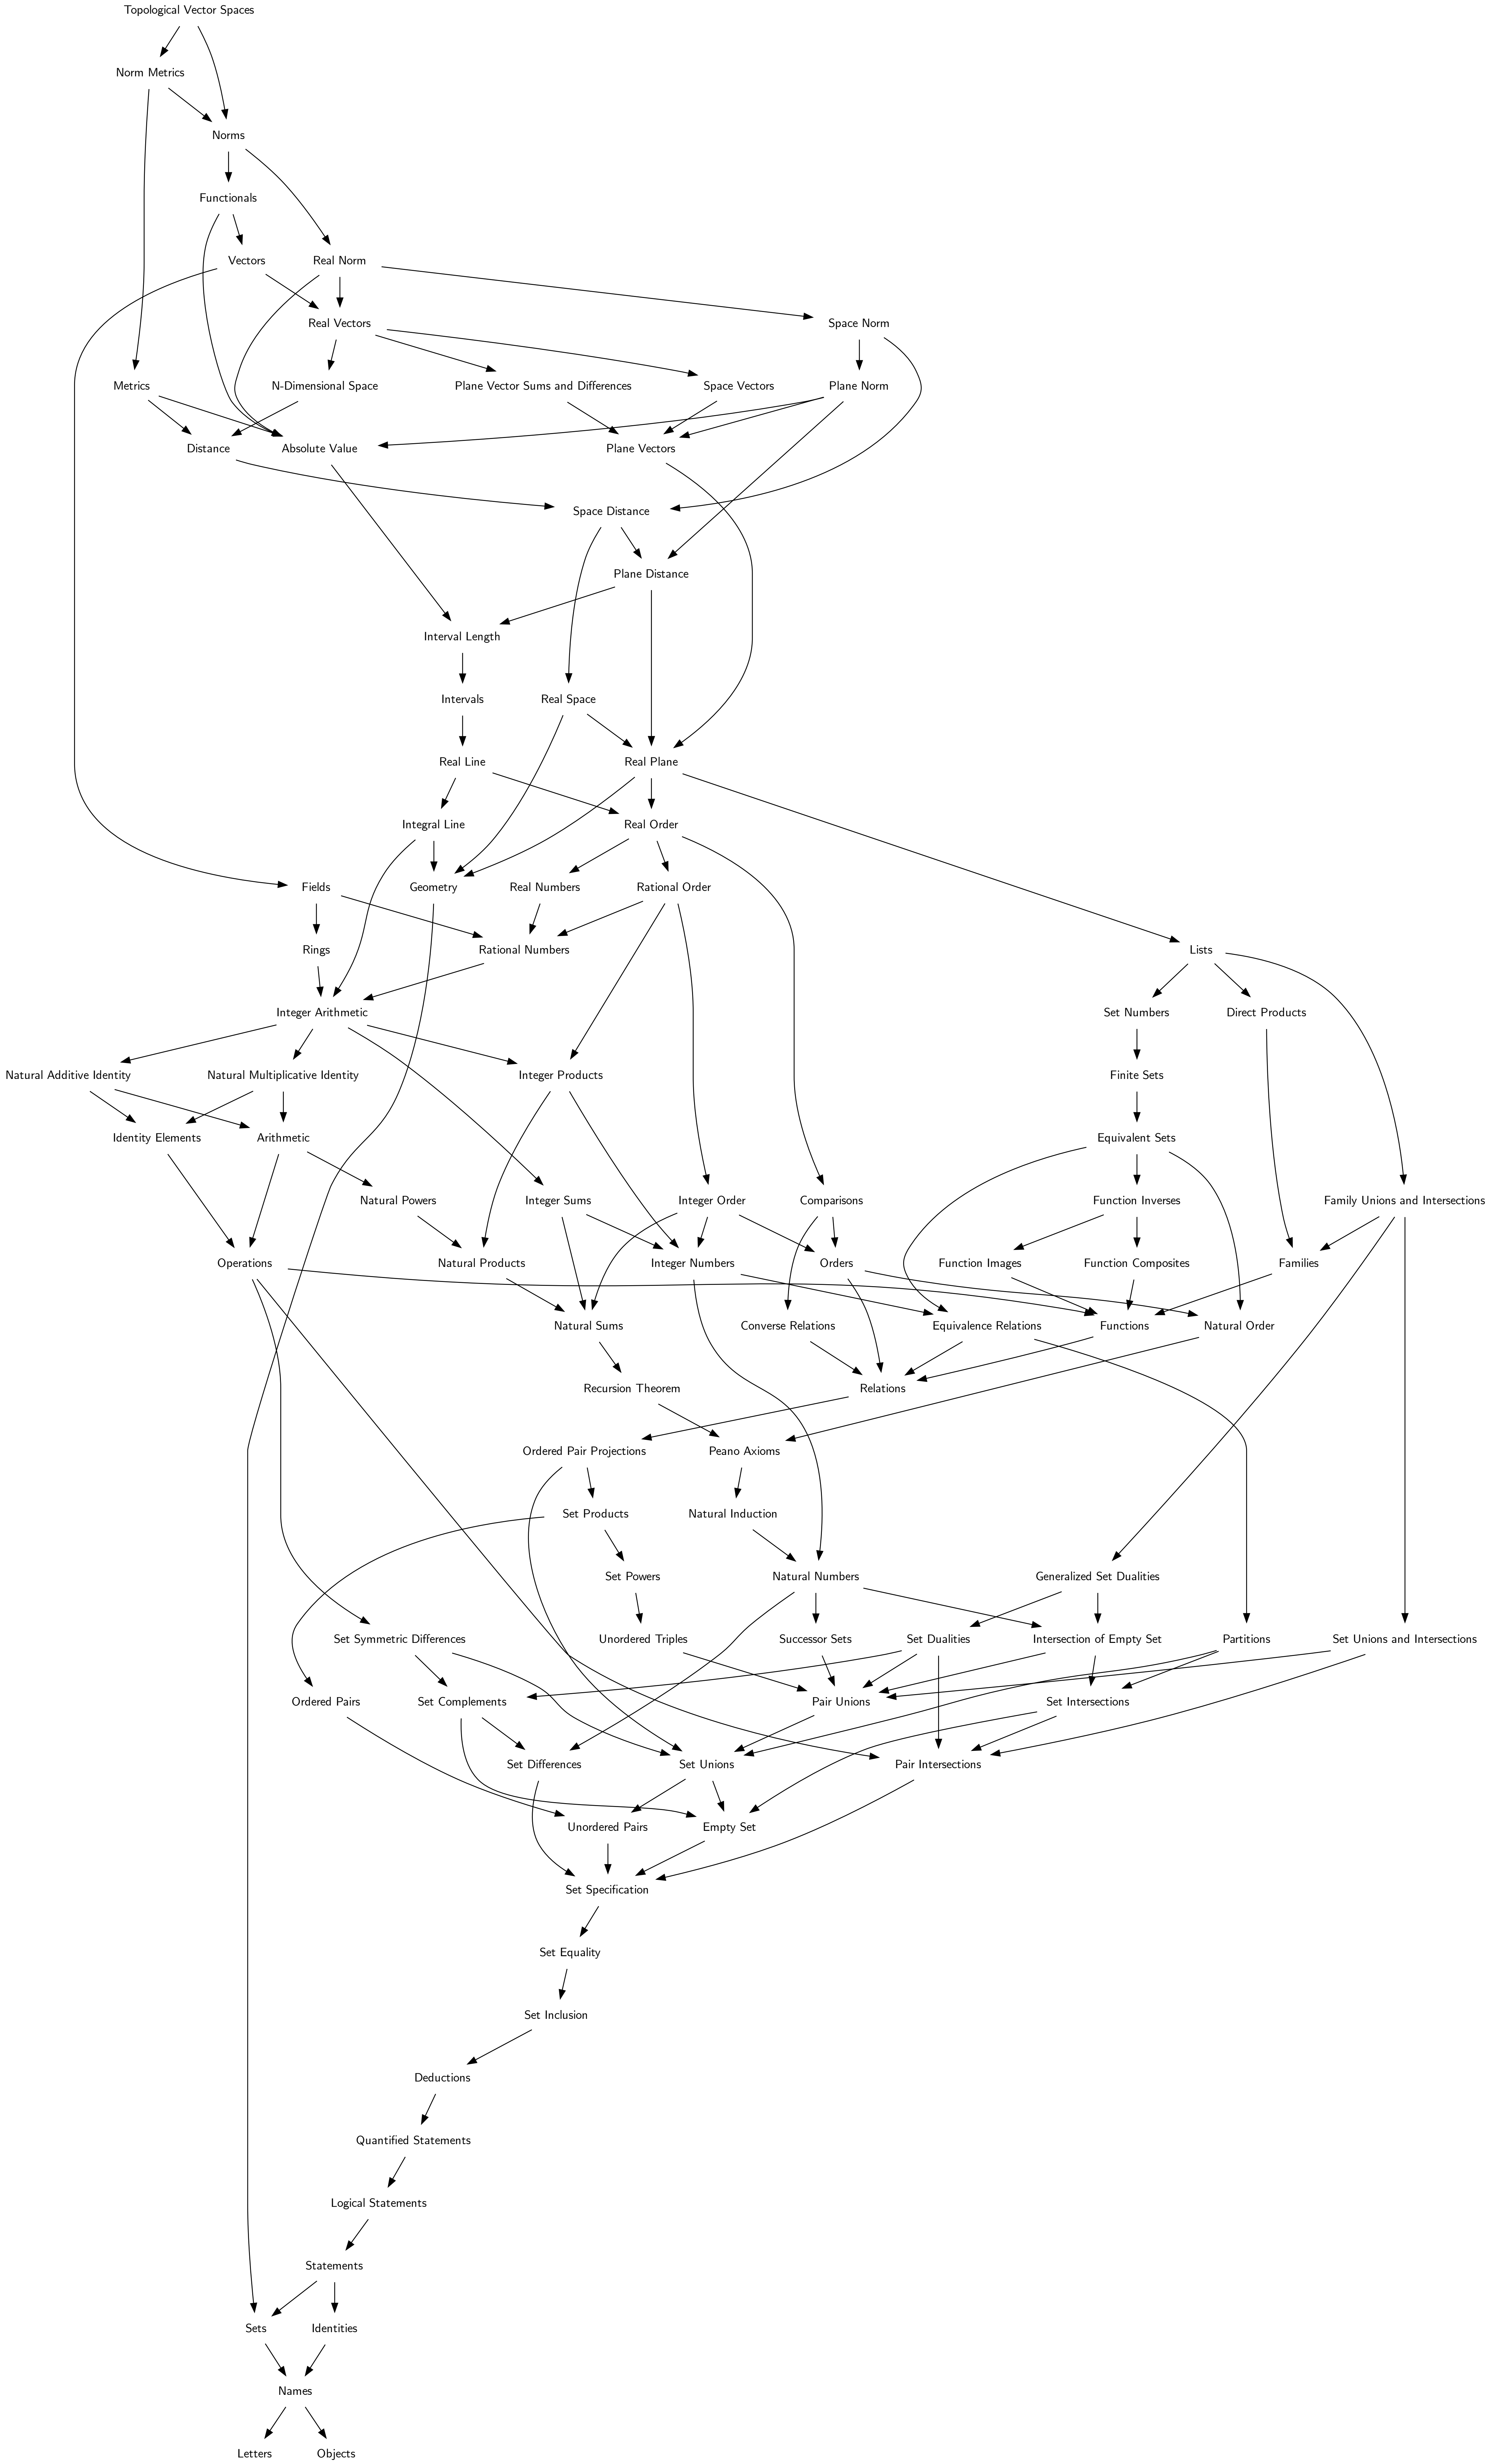 Topological Vector Spaces
Norm Metrics
Norms
Functionals
Vectors
Real Norm
Real Vectors
Space Norm
Metrics
N-Dimensional Space
Plane Vector Sums and Differences
Space Vectors
Plane Norm
Distance
Absolute Value
Plane Vectors
Space Distance
Plane Distance
Interval Length
Intervals
Real Space
Real Line
Real Plane
Integral Line
Real Order
Fields
Geometry
Real Numbers
Rational Order
Rings
Rational Numbers
Lists
Integer Arithmetic
Set Numbers
Direct Products
Natural Additive Identity
Natural Multiplicative Identity
Integer Products
Finite Sets
Identity Elements
Arithmetic
Equivalent Sets
Natural Powers
Integer Sums
Integer Order
Comparisons
Function Inverses
Family Unions and Intersections
Operations
Natural Products
Integer Numbers
Orders
Function Images
Function Composites
Families
Natural Sums
Converse Relations
Equivalence Relations
Functions
Natural Order
Recursion Theorem
Relations
Ordered Pair Projections
Peano Axioms
Set Products
Natural Induction
Set Powers
Natural Numbers
Generalized Set Dualities
Set Symmetric Differences
Unordered Triples
Successor Sets
Set Dualities
Intersection of Empty Set
Partitions
Set Unions and Intersections
Ordered Pairs
Set Complements
Pair Unions
Set Intersections
Set Differences
Set Unions
Pair Intersections
Unordered Pairs
Empty Set
Set Specification
Set Equality
Set Inclusion
Deductions
Quantified Statements
Logical Statements
Statements
Sets
Identities
Names
Letters
Objects